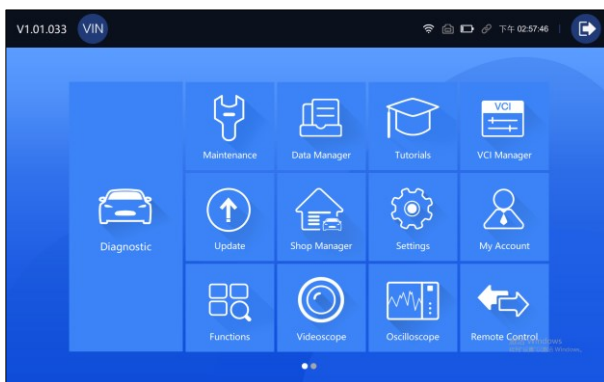 V1.01.033
VIN
下午 02:57:46
VCI
Maintenance
Data Manager
Tutorials
VCI Manager
Diagnostic
Update
Shop Manager
Settings
My Account
Functions
Videoscope
Oscilloscope
Remote Control
Windows